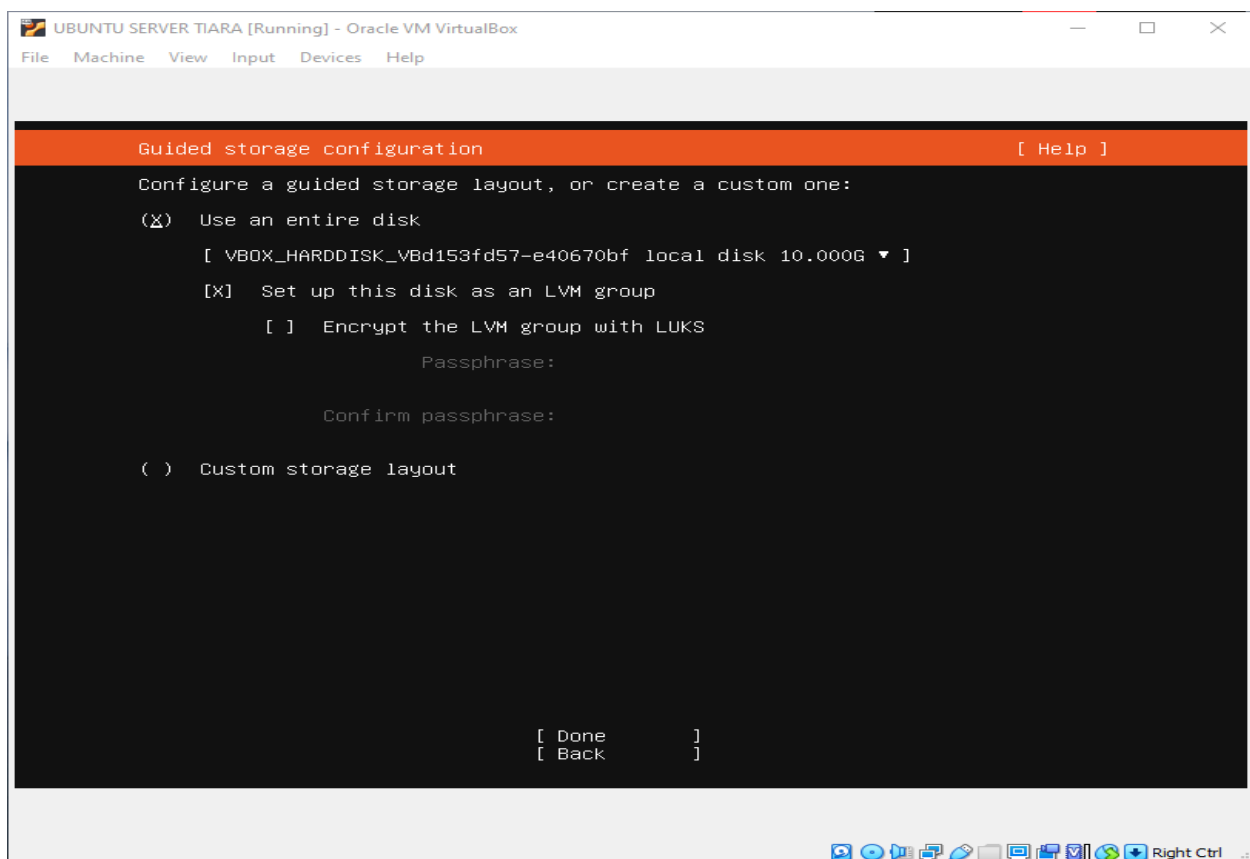 UBUNTU SERVER TIARA [Running] - Oracle VM VirtualBox
File Machine View Input Devices Help
Guided storage configuration [ Help ]
Configure a guided storage layout, or create a custom one:
(X) Use an entire disk
[ VBOX_HARDDISK_VBd153fd57-e40670bf local disk 10.000G ▾ ]
[X] Set up this disk as an LVM group
[ ] Encrypt the LVM group with LUKS
Passphrase:
Confirm passphrase:
( ) Custom storage layout
[ Done ]
[ Back ]
Right Ctrl